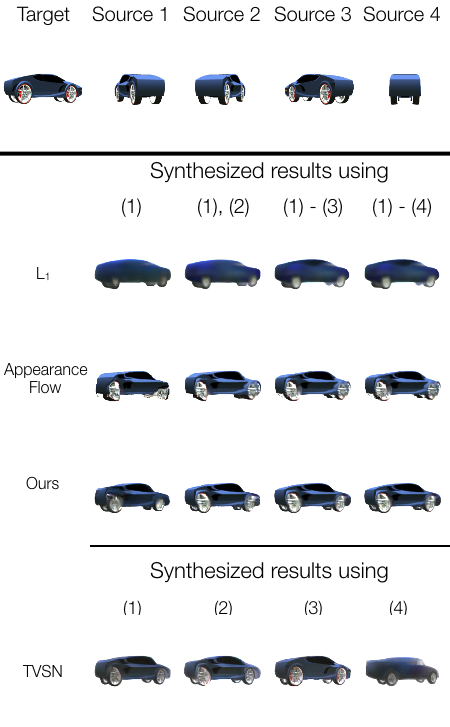 Target Source 1 Source 2 Source 3 Source 4
Synthesized results using
(1) (1), (2) (1) - (3) (1) - (4)
L1
Appearance
Flow
Ours
Synthesized results using
(1) (2) (3) (4)
TVSN